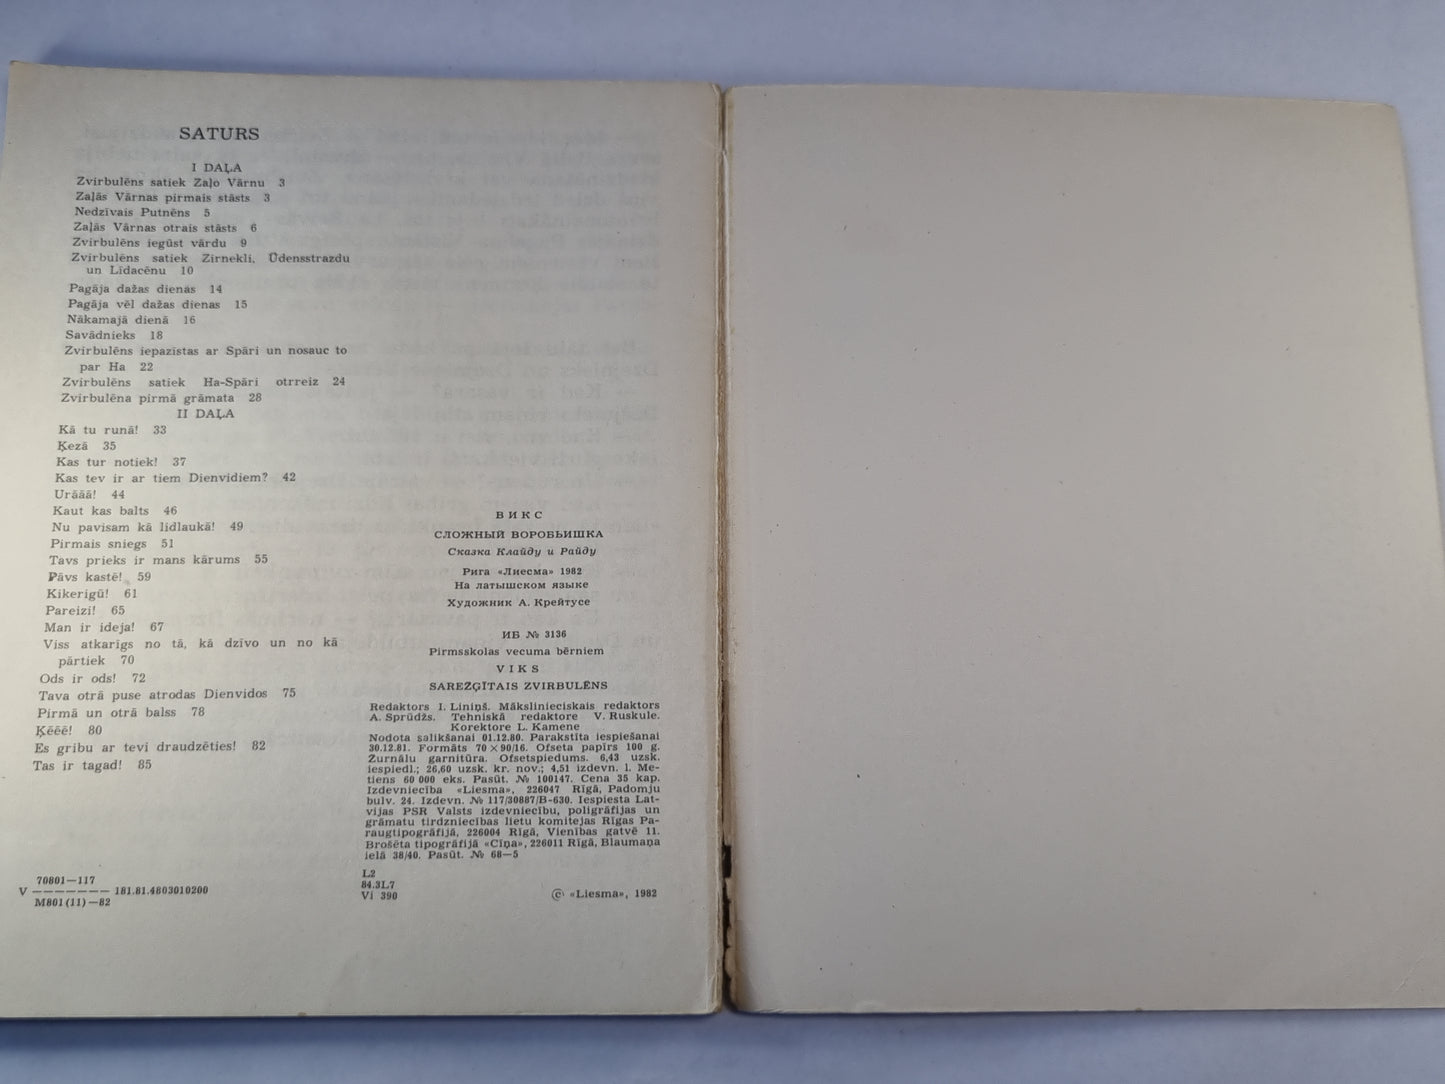 SATURS
I DAĻA
Zvirbulēns satiek Zaļo Vārnu 3
Zaļās Vārnas pirmais stāsts 3
Nedzīvais Putnēns 5
Zaļās Vārnas otrais stāsts 6
Zvirbulēns iegūst vārdu 9
Zvirbulēns satiek Zirnekli, Ūdensstrazdu
un Līdacēnu 10
Pagāja dažas dienas 14
Pagāja vēl dažas dienas 15
Nākamajā dienā 16
Savādnieks 18
Zvirbulēns iepazīstas ar Spāri un nosauc to
par Ha 22
Zvirbulēns satiek Ha-Spāri otrreiz 24
Zvirbulēna pirmā grāmata 28
II DAĻA
Kā tu runā! 33
Ķezā 35
Kas tur notiek! 37
Kas tev ir ar tiem Dienvidiem? 42
Urāāā! 44
Kaut kas balts 46
Nu pavisam kā lidlaukā! 49
Pirmais sniegs 51
Tavs prieks ir mans kārums 55
Pāvs kastē! 59
Kikerigū! 61
Pareizi! 65
Man ir ideja! 67
Viss atkarīgs no tā, kā dzīvo un no kā
pārtiek 70
Ods ir ods! 72
Tava otrā puse atrodas Dienvidos 75
Pirmā un otrā balss 78
Ķēēē! 80
Es gribu ar tevi draudzēties! 82
Tas ir tagad! 85
70801—117
V ——————— 181.81.4803010200
M801(11)—82
ВИКС
СЛОЖНЫЙ ВОРОБЬИШКА
Сказка Клайду и Райду
Рига «Лиесма» 1982
На латышском языке
Художник А. Крейтусе
ИБ № 3136
Pirmsskolas vecuma bērniem
VIKS
SAREŽĢĪTAIS ZVIRBULĒNS
Redaktors I. Liniņš. Mākslinieciskais redaktors
A. Sprūdžs. Tehniskā redaktore V. Ruskule.
Korektore L. Kamene
Nodota salikšanai 01.12.80. Parakstīta iespiešanai
30.12.81. Formāts 70×90/16. Ofseta papīrs 100 g.
Žurnālu garnitūra. Ofsetspiedums. 6,43 uzsk.
iespiedl.; 26,60 uzsk. kr. nov.; 4,51 izdevn. l. Me-
tiens 60 000 eks. Pasūt. № 100147. Cena 35 kap.
Izdevniecība «Liesma», 226047 Rīgā, Padomju
bulv. 24. Izdevn. № 117/30887/B-630. Iespiesta Lat-
vijas PSR Valsts izdevniecību, poligrāfijas un
grāmatu tirdzniecības lietu komitejas Rīgas Pa-
raugtipogrāfijā, 226004 Rīgā, Vienības gatvē 11.
Brošēta tipogrāfijā «Cīņa», 226011 Rīgā, Blaumaņa
ielā 38/40. Pasūt. № 68—5
L2
84.3L7
Vi 390
© «Liesma», 1982